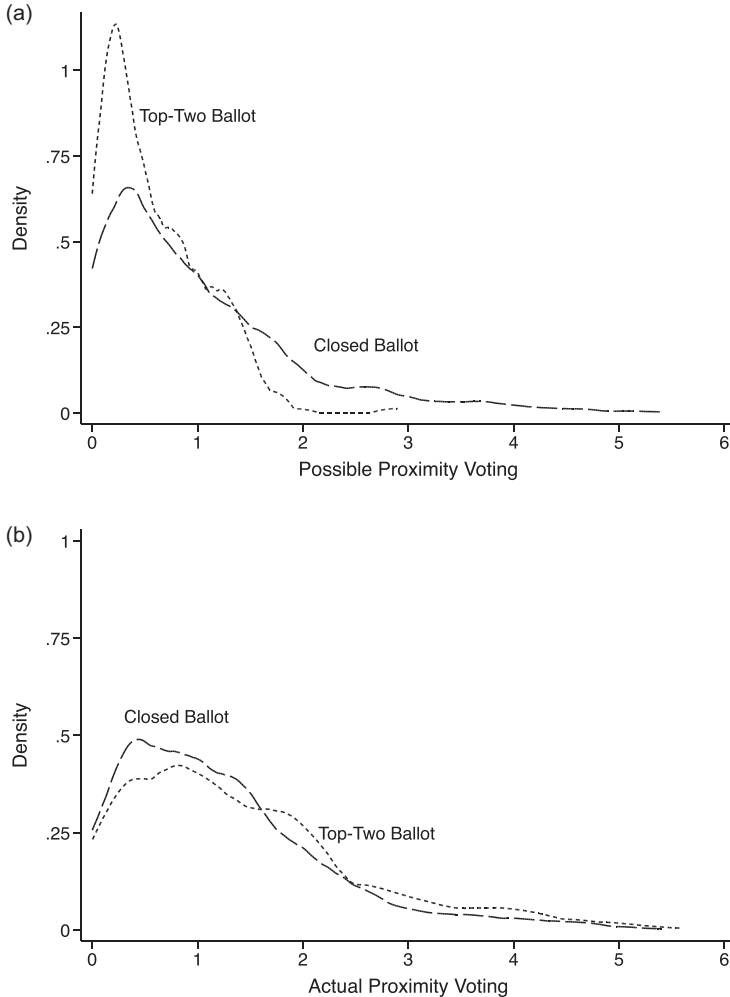 (a)
1
Top-Two Ballot
.75
Density
.5
Closed Ballot
.25
0
0 1 2 3 4 5 6
Possible Proximity Voting
(b)
1
.75
Closed Ballot
Density
.5
Top-Two Ballot
.25
0
0 1 2 3 4 5 6
Actual Proximity Voting